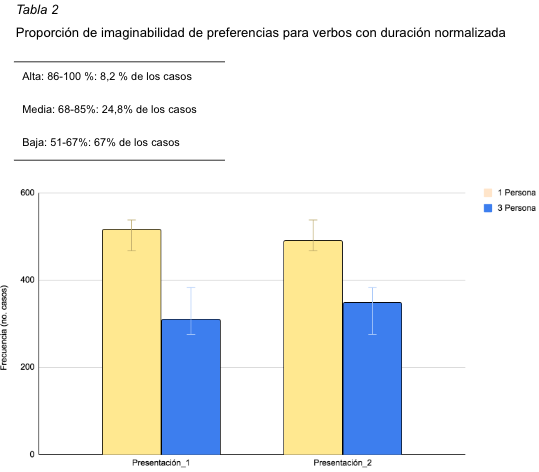 Tabla 2
Proporción de imaginabilidad de preferencias para verbos con duración normalizada
Alta: 86-100 %: 8,2 % de los casos
Media: 68-85%: 24,8% de los casos
Baja: 51-67%: 67% de los casos
600
1 Persona
3 Persona
400
Frecuencia (no. casos)
200
0
Presentación_1
Presentación_2